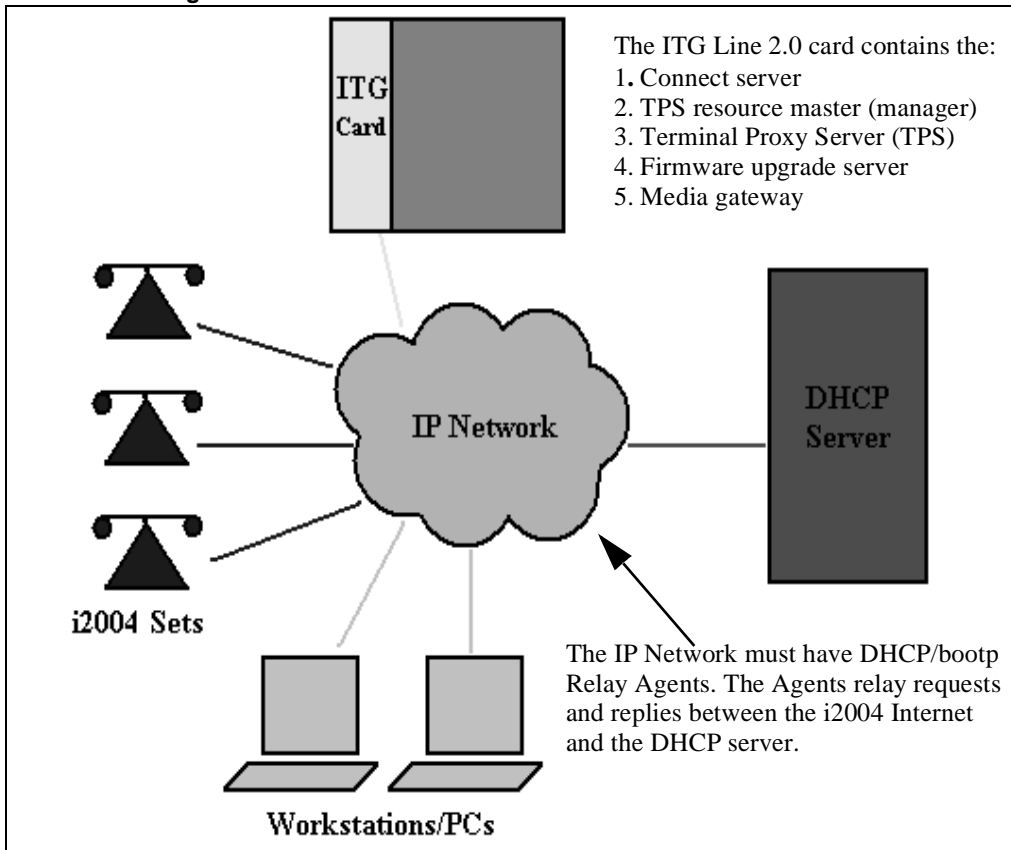 The ITG Line 2.0 card contains the:
1. Connect server
2. TPS resource master (manager)
3. Terminal Proxy Server (TPS)
4. Firmware upgrade server
5. Media gateway
ITG
Card
IP Network
DHCP
Server
i2004 Sets
The IP Network must have DHCP/bootp
Relay Agents. The Agents relay requests
and replies between the i2004 Internet
and the DHCP server.
Workstations/PCs